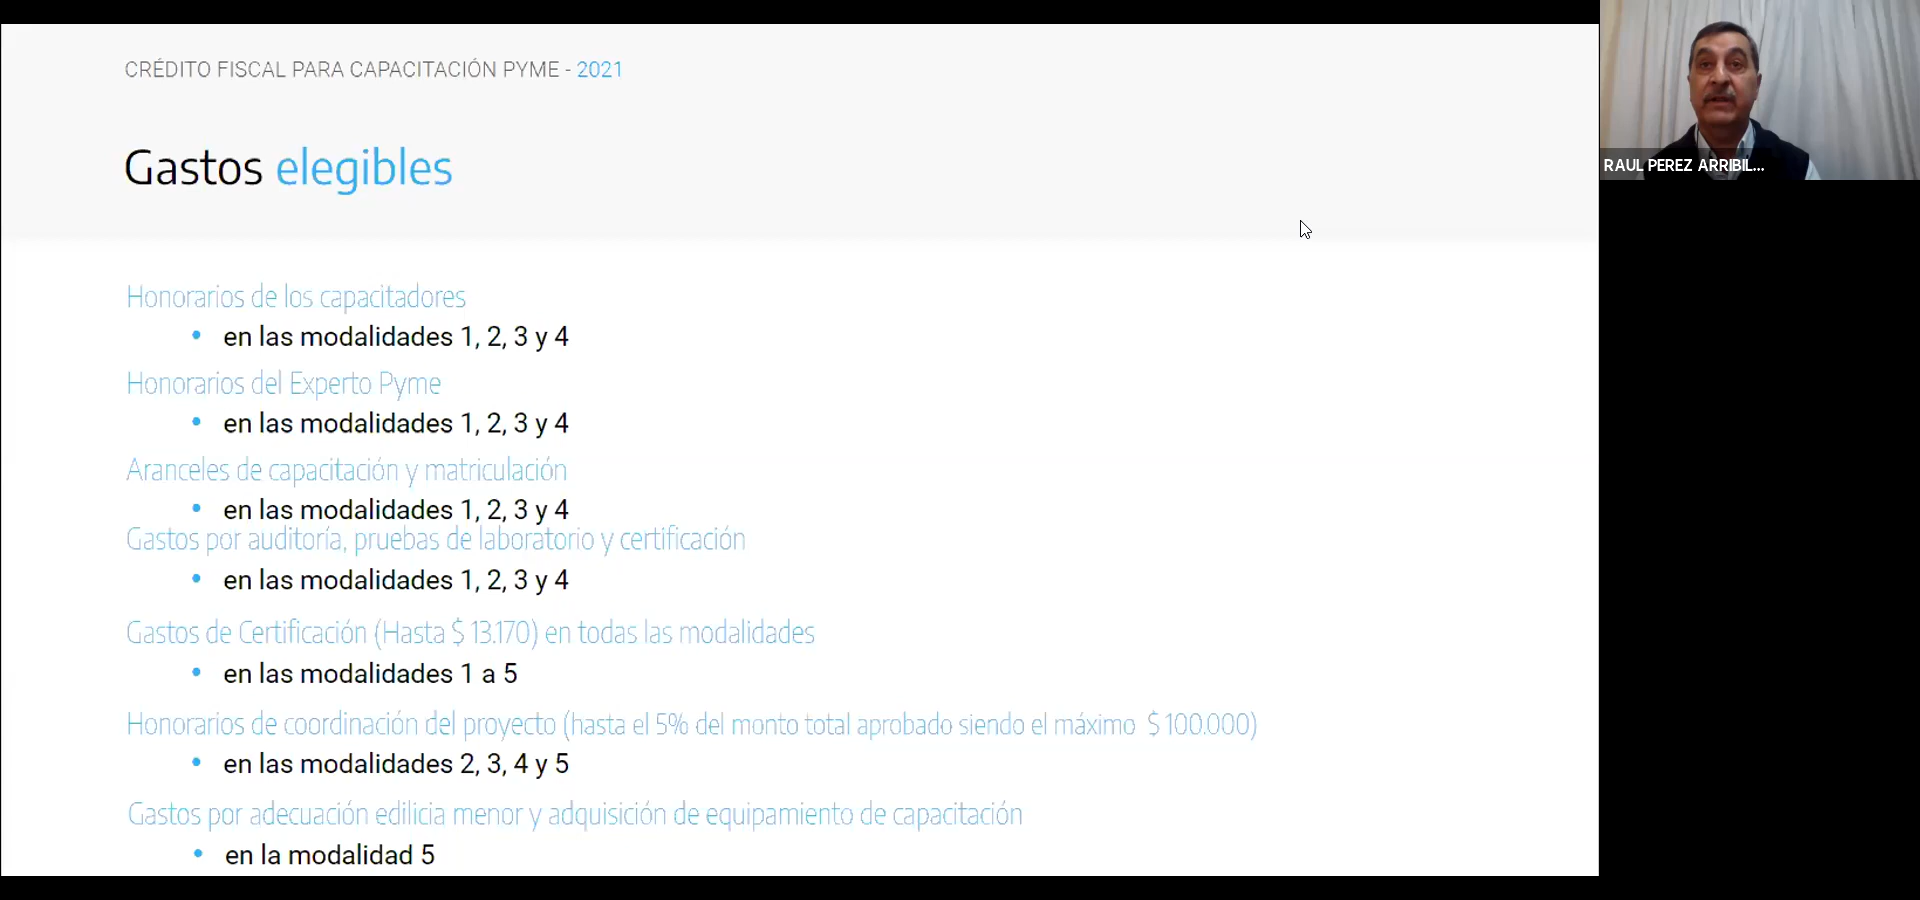 CRÉDITO FISCAL PARA CAPACITACIÓN PYME - 2021
Gastos elegibles
Honorarios de los capacitadores
• en las modalidades 1, 2, 3 y 4
Honorarios del Experto Pyme
• en las modalidades 1, 2, 3 y 4
Aranceles de capacitación y matriculación
• en las modalidades 1, 2, 3 y 4
Gastos por auditoría, pruebas de laboratorio y certificación
• en las modalidades 1, 2, 3 y 4
Gastos de Certificación (Hasta $ 13.170) en todas las modalidades
• en las modalidades 1 a 5
Honorarios de coordinación del proyecto (hasta el 5% del monto total aprobado siendo el máximo $ 100.000)
• en las modalidades 2, 3, 4 y 5
Gastos por adecuación edilicia menor y adquisición de equipamiento de capacitación
• en la modalidad 5
RAUL PEREZ ARRIBIL...